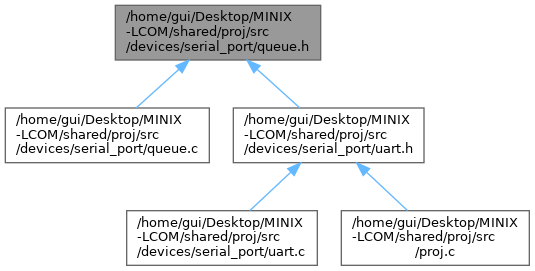 /home/gui/Desktop/MINIX
-LCOM/shared/proj/src
/devices/serial_port/queue.h
/home/gui/Desktop/MINIX
-LCOM/shared/proj/src
/devices/serial_port/queue.c
/home/gui/Desktop/MINIX
-LCOM/shared/proj/src
/devices/serial_port/uart.h
/home/gui/Desktop/MINIX
-LCOM/shared/proj/src
/devices/serial_port/uart.c
/home/gui/Desktop/MINIX
-LCOM/shared/proj/src
/proj.c